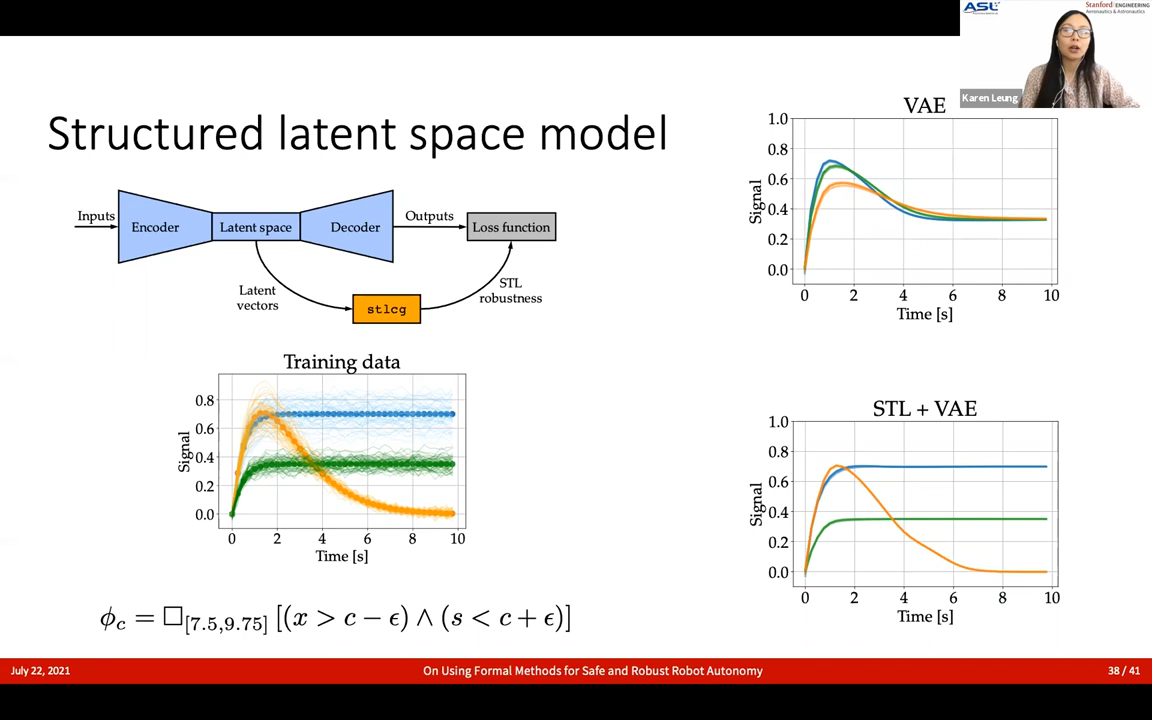 ASL
Stanford | ENGINEERING
Aeronautics & Astronautics
Karen Leung
Structured latent space model
Inputs
Encoder
Latent space
Decoder
Outputs
Loss function
Latent
vectors
stlcg
STL
robustness
Training data
Signal
0.8
0.6
0.4
0.2
0.0
0 2 4 6 8 10
Time [s]
ϕ_c = □_[7.5,9.75] [(x > c − ϵ) ∧ (s < c + ϵ)]
VAE
Signal
1.0
0.8
0.6
0.4
0.2
0.0
0 2 4 6 8 10
Time [s]
STL + VAE
Signal
1.0
0.8
0.6
0.4
0.2
0.0
0 2 4 6 8 10
Time [s]
July 22, 2021
On Using Formal Methods for Safe and Robust Robot Autonomy
38 / 41